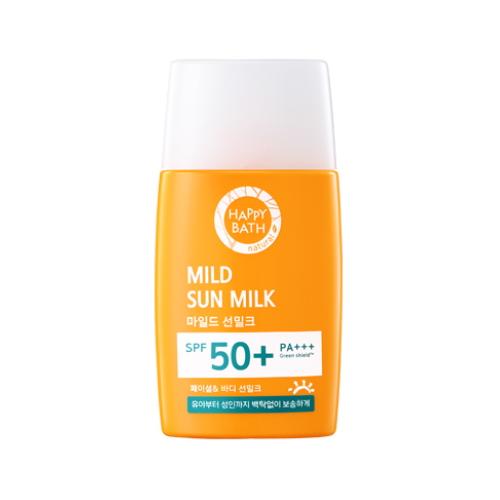 HAPPY
BATH
natural
MILD
SUN MILK
마일드 선밀크
SPF 50+ PA+++
Green shield™
페이셜& 바디 선밀크
유아부터 성인까지 백탁없이 보송하게